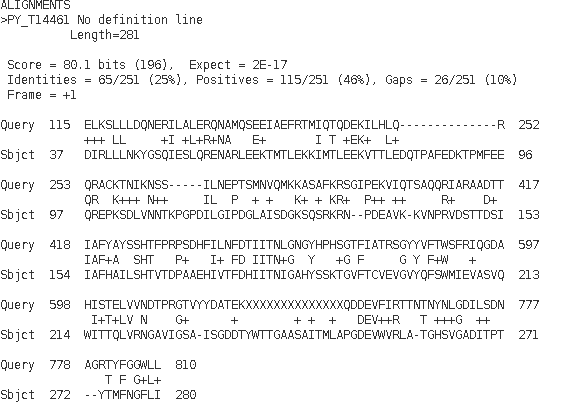 ALIGNMENTS
>PY_T14461 No definition line
Length=281
Score = 80.1 bits (196), Expect = 2E-17
Identities = 65/251 (25%), Positives = 115/251 (46%), Gaps = 26/251 (10%)
Frame = +1
Query 115 ELKSLLLDQNERILALERQNAMQSEEIAEFRTMIQTQDEKILHLQ--------------R 252
+++ LL +Q +IE +L+R+NA E+ I T +EK+ L+
Sbjct 37 DIRLLLNKYGSQIESLQRENARLEEKTMTLEKKIMTLEEKVTTLEDQTPAFEDKTPMFEE 96
Query 253 QRACKTNIKNSS-----ILNEPTSMNVQMKKASAFKRSGIPEKVIQTSAQQRIARAADTT 417
QR K+++ N++ IL P + + K+ + KR+ P++ ++ R+ D+
Sbjct 97 QREPKSDLVNNTKPGPDILGIPDGLAISDGKSQSRKRN--PDEAVK-KVNPRVDSTTDSI 153
Query 418 IAFYAYSSHTFPRPSDHFILNFDTIITNLGNGYHPHSGTFIATRSGYYVFTWSFRIQGDA 597
IAF+A SHT P+ +H I+ FD IITN+G Y +G F G Y F+W +
Sbjct 154 IAFHAILSHTVTDPAAEHIVTFDHIITNIGAHYSSKTGVFTCVEVGVYQFSWMIEVASVQ 213
Query 598 HISTELVVNDTPRGTVYYDATEKXXXXXXXXXXXXXXXQDDEVFIRTTNTNYNLGDILSDN 777
I+T+LV N G+ + + + + DEV++R T +++G ++
Sbjct 214 WITTQLVRNGAVIGSA-ISGDDTYWTTGAASAITMLAPGDEVWVRLA-TGHSVGADITPT 271
Query 778 AGRTYFGGWLL 810
T F G+L+
Sbjct 272 --YTMFNGFLI 280